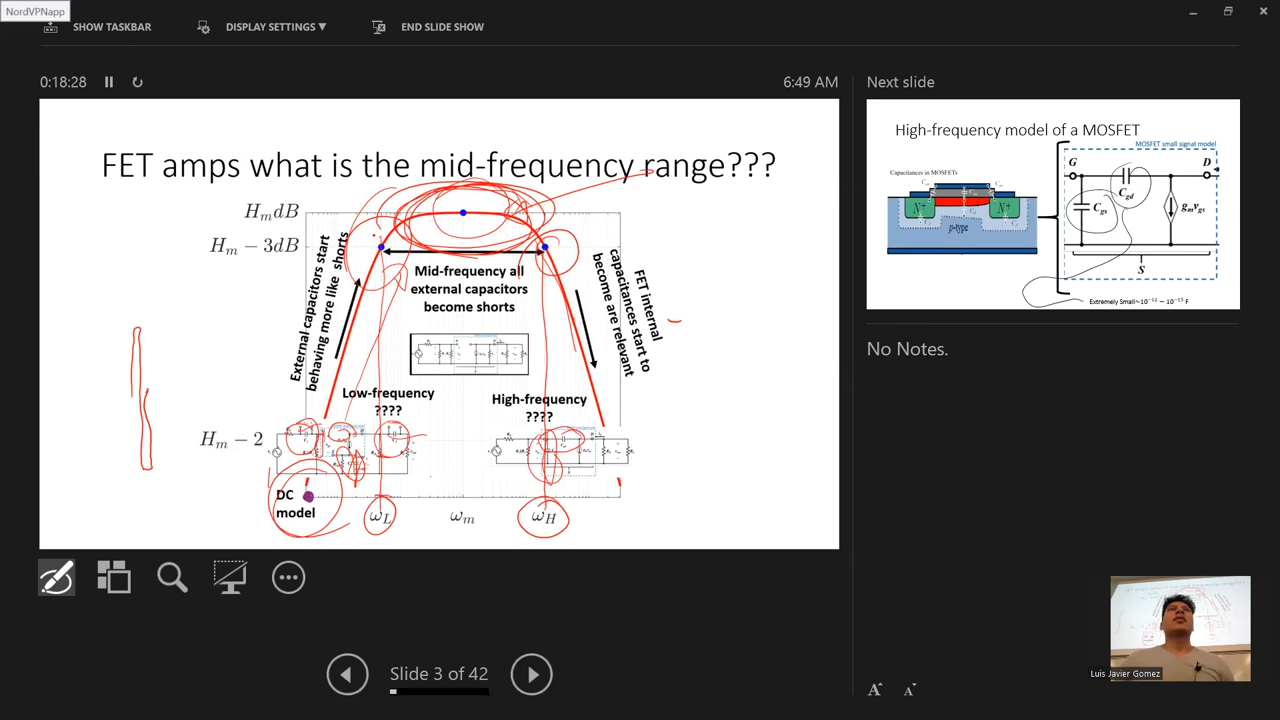 NordVPNapp
SHOW TASKBAR
DISPLAY SETTINGS ▼
END SLIDE SHOW
0:18:28
6:49 AM
FET amps what is the mid-frequency range???
H_m dB
H_m − 3dB
External capacitors start
behaving more like shorts
Mid-frequency all
external capacitors
become shorts
FET internal
capacitances start to
become are relevant
Low-frequency
????
High-frequency
????
H_m − 2
DC
model
ω_L
ω_m
ω_H
Slide 3 of 42
Next slide
High-frequency model of a MOSFET
MOSFET small signal model
Capacitances in MOSFETs
N+
N+
p-type
G
D
C_gd
C_gs
g_m v_gs
S
Extremely Small~10⁻¹² − 10⁻¹⁵ F
No Notes.
Luis Javier Gomez
A
A